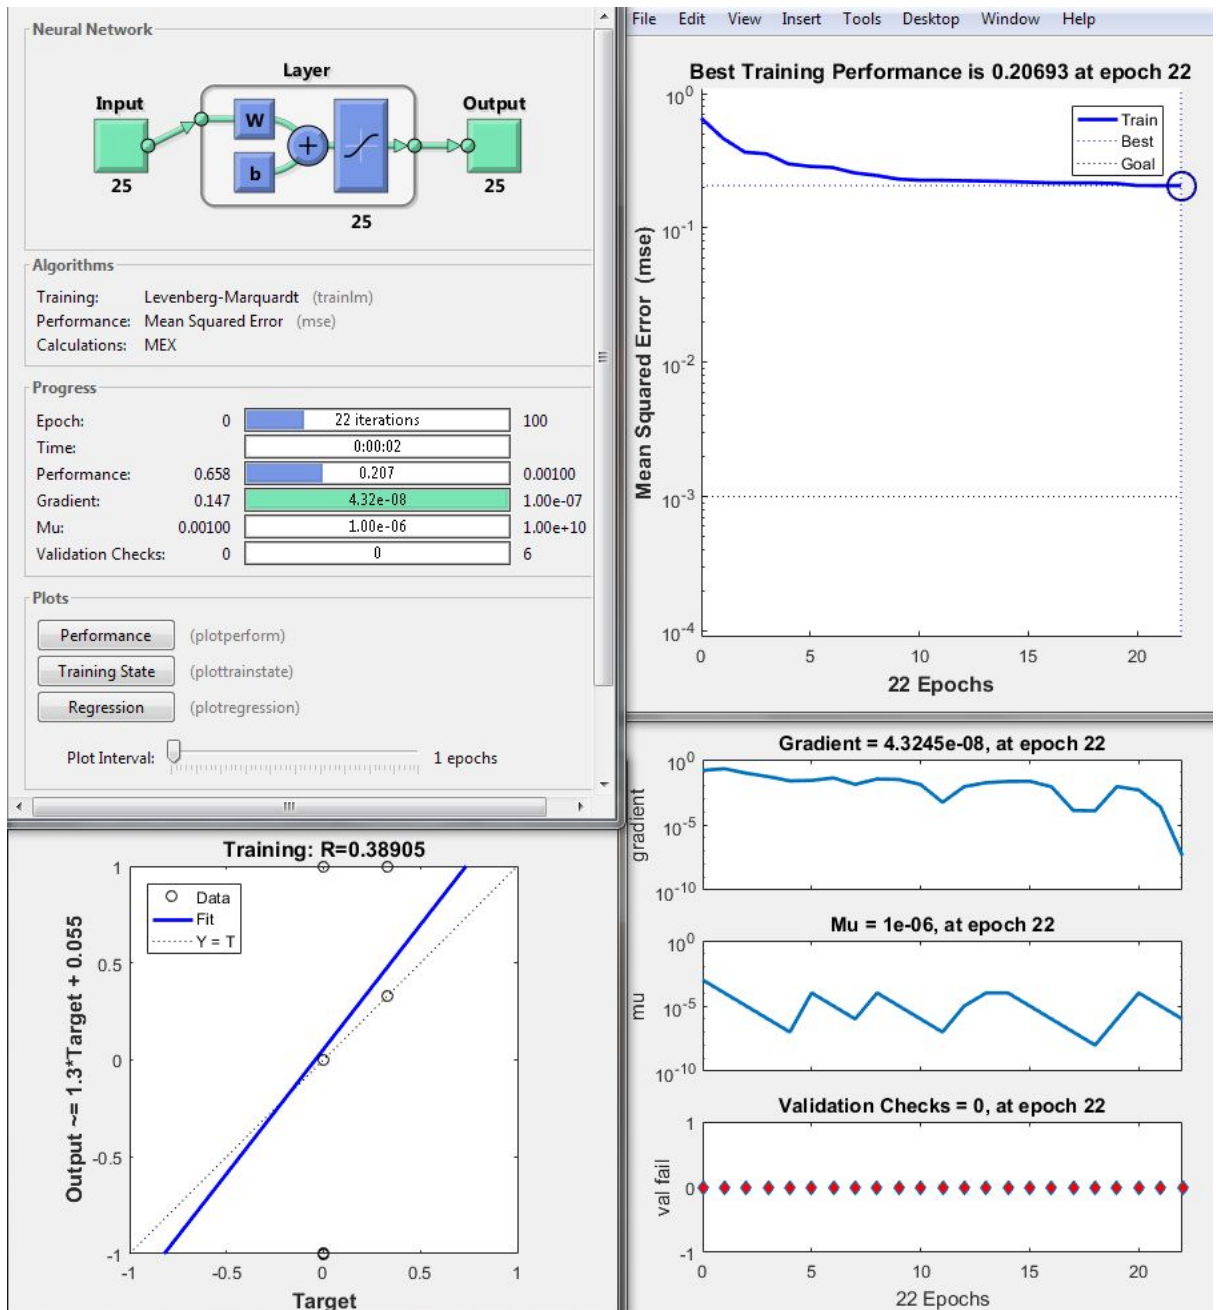 Neural Network
Layer
Input
Output
W
b
+
25
25
25
Algorithms
Training: Levenberg-Marquardt (trainlm)
Performance: Mean Squared Error (mse)
Calculations: MEX
Progress
Epoch: 0 22 iterations 100
Time: 0:00:02
Performance: 0.658 0.207 0.00100
Gradient: 0.147 4.32e-08 1.00e-07
Mu: 0.00100 1.00e-06 1.00e+10
Validation Checks: 0 0 6
Plots
Performance (plotperform)
Training State (plottrainstate)
Regression (plotregression)
Plot Interval: 1 epochs
File Edit View Insert Tools Desktop Window Help
Best Training Performance is 0.20693 at epoch 22
Mean Squared Error (mse)
10^0
10^-1
10^-2
10^-3
10^-4
Train
Best
Goal
0 5 10 15 20
22 Epochs
Training: R=0.38905
Output ~= 1.3*Target + 0.055
1
0.5
0
-0.5
-1
Data
Fit
Y = T
-1 -0.5 0 0.5 1
Target
Gradient = 4.3245e-08, at epoch 22
gradient
10^0
10^-5
10^-10
Mu = 1e-06, at epoch 22
mu
10^0
10^-5
10^-10
Validation Checks = 0, at epoch 22
val fail
1
0
-1
0 5 10 15 20
22 Epochs